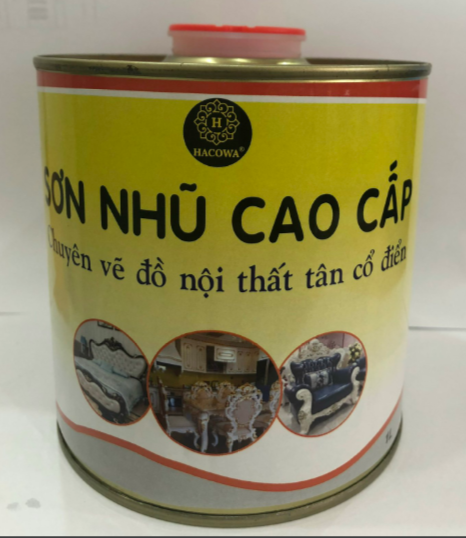 H
HACOWA®
SƠN NHŨ CAO CẤP
Chuyên vẽ đồ nội thất tân cổ điển